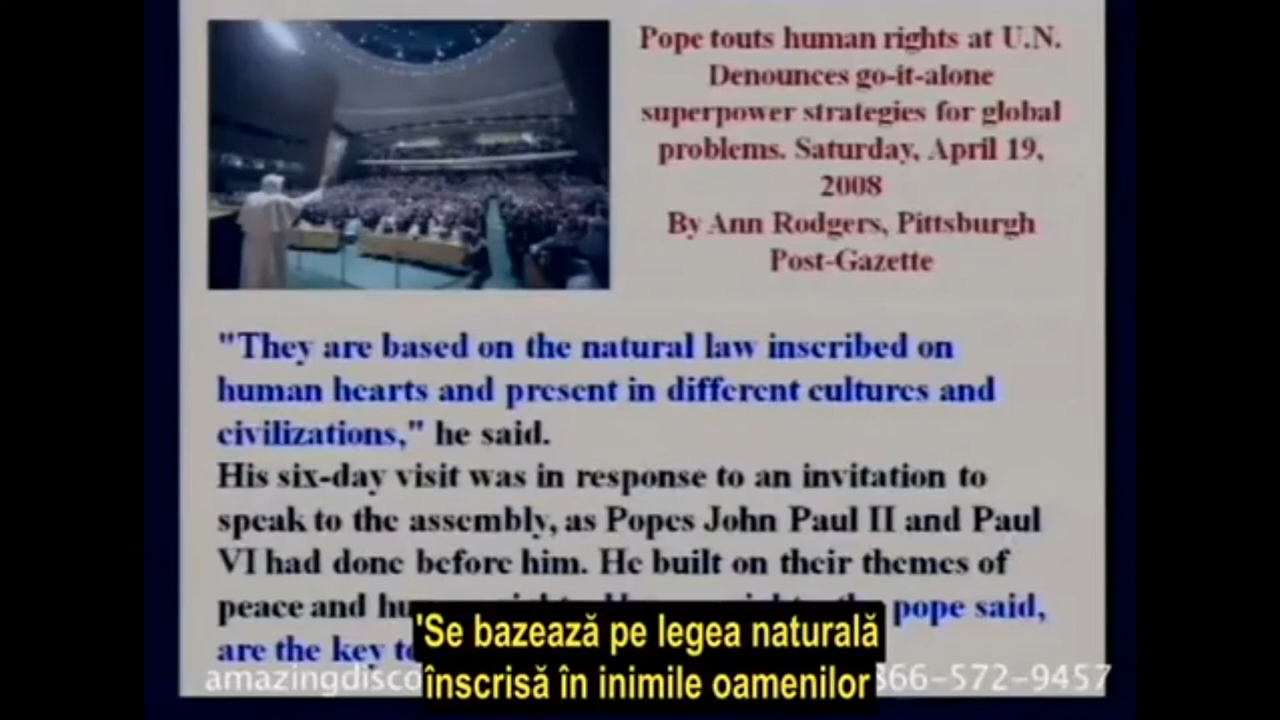 Pope touts human rights at U.N.
Denounces go-it-alone
superpower strategies for global
problems. Saturday, April 19,
2008
By Ann Rodgers, Pittsburgh
Post-Gazette
"They are based on the natural law inscribed on
human hearts and present in different cultures and
civilizations," he said.
His six-day visit was in response to an invitation to
speak to the assembly, as Popes John Paul II and Paul
VI had done before him. He built on their themes of
peace and pope said,
are the key
'Se bazează pe legea naturală
înscrisă în inimile oamenilor
866-572-9457